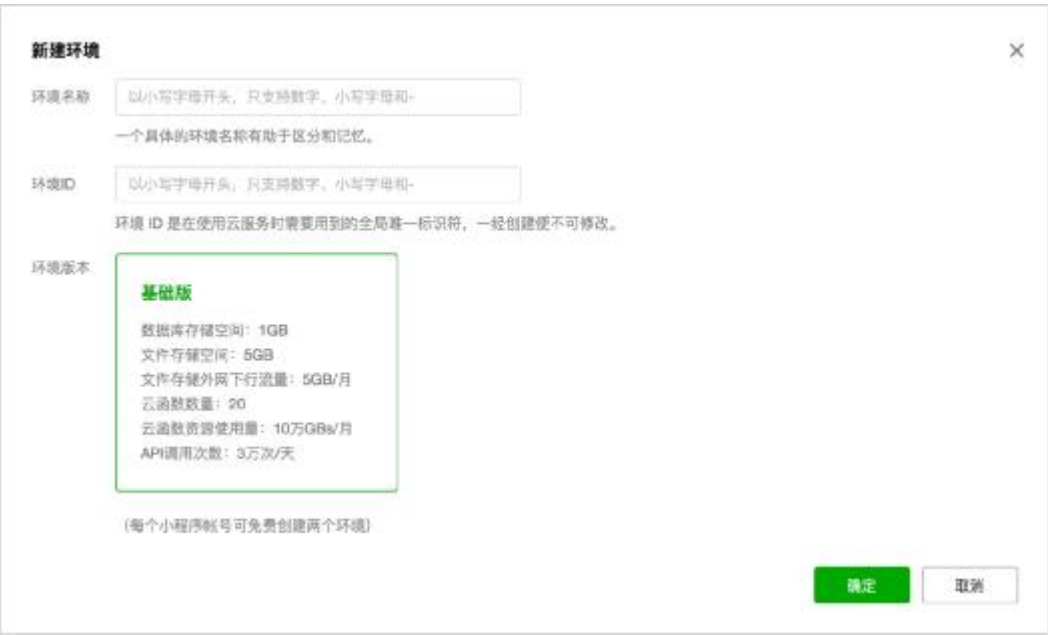 新建环境
环境名称
以小写字母开头，只支持数字、小写字母和-
一个具体的环境名称有助于区分和记忆。
环境ID
以小写字母开头，只支持数字、小写字母和-
环境 ID 是在使用云服务时需要用到的全局唯一标识符，一经创建便不可修改。
环境版本
基础版
数据库存储空间：1GB
文件存储空间：5GB
文件存储外网下行流量：5GB/月
云函数数量：20
云函数资源使用量：10万GBs/月
API调用次数：3万次/天
（每个小程序帐号可免费创建两个环境）
确定
取消